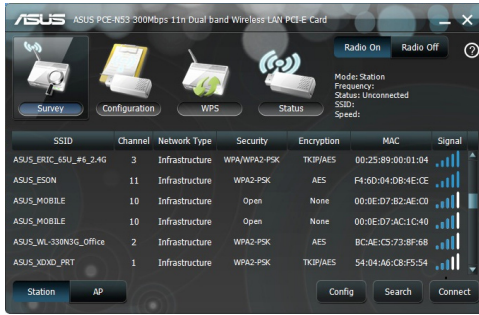 ASUS ASUS PCE-N53 300Mbps 11n Dual band Wireless LAN PCI-E Card
Radio On Radio Off
Mode: Station
Frequency:
Status: Unconnected
SSID:
Speed:
Survey Configuration WPS Status
SSID Channel Network Type Security Encryption MAC Signal
ASUS_ERIC_65U_#6_2.4G 3 Infrastructure WPA/WPA2-PSK TKIP/AES 00:25:89:00:01:04
ASUS_ESON 11 Infrastructure WPA2-PSK AES F4:6D:04:DB:4E:CE
ASUS_MOBILE 10 Infrastructure Open None 00:0E:D7:B2:AE:C0
ASUS_MOBILE 10 Infrastructure Open None 00:0E:D7:AC:1C:40
ASUS_WL-330N3G_Office 2 Infrastructure WPA2-PSK AES BC:AE:C5:73:8F:68
ASUS_XDXD_PRT 1 Infrastructure WPA2-PSK TKIP/AES 54:04:A6:C8:F5:54
Station AP Config Search Connect